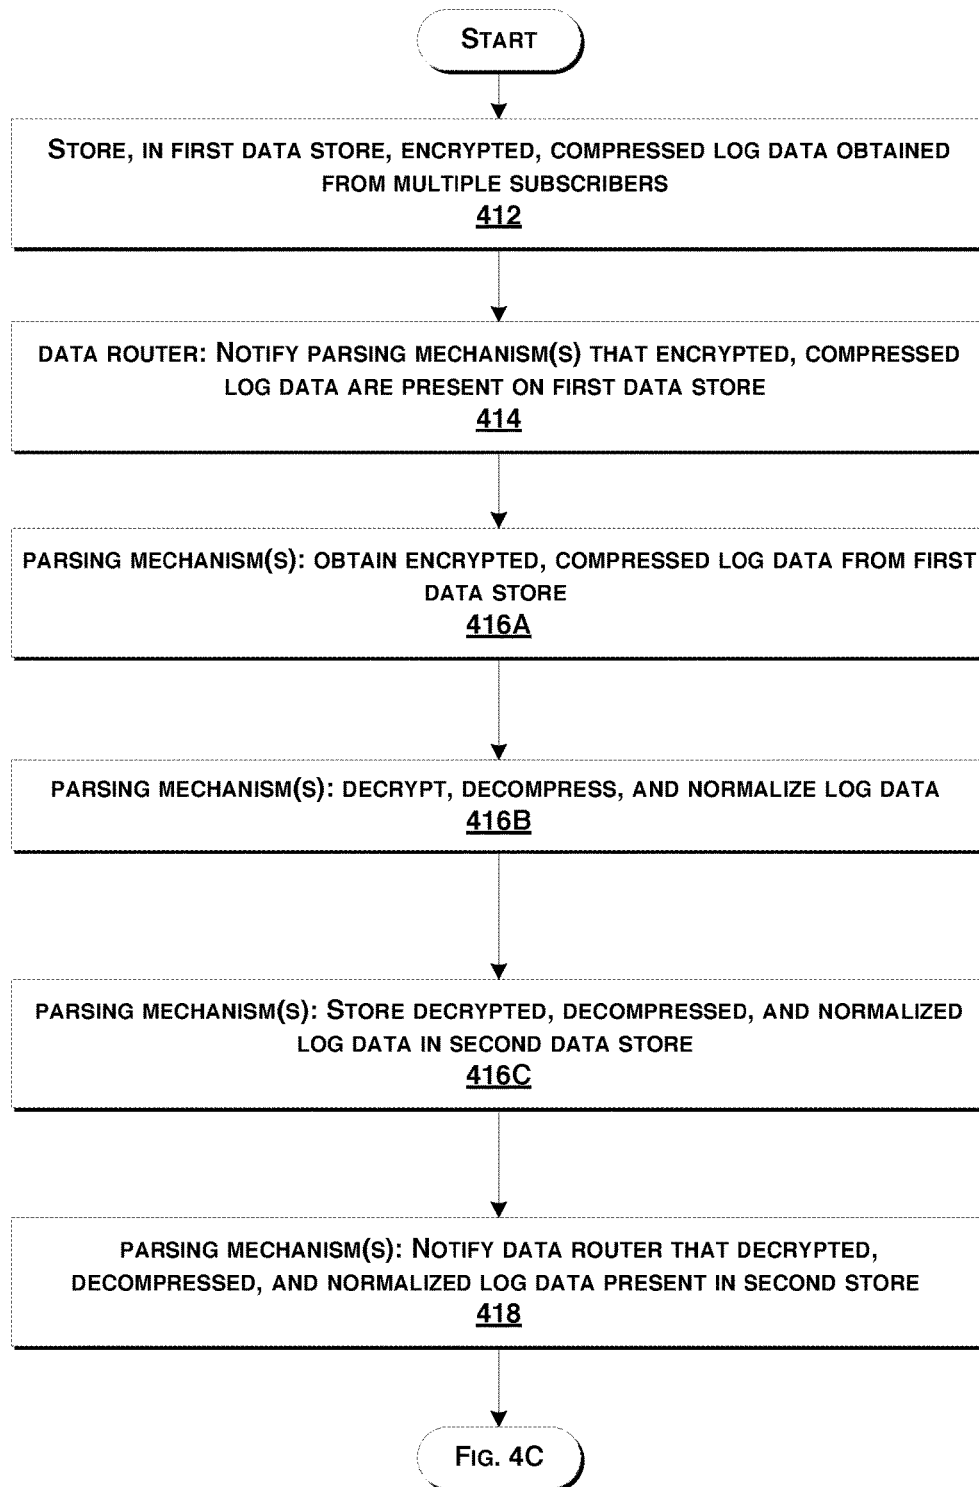 START
STORE, IN FIRST DATA STORE, ENCRYPTED, COMPRESSED LOG DATA OBTAINED
FROM MULTIPLE SUBSCRIBERS
412
DATA ROUTER: NOTIFY PARSING MECHANISM(S) THAT ENCRYPTED, COMPRESSED
LOG DATA ARE PRESENT ON FIRST DATA STORE
414
PARSING MECHANISM(S): OBTAIN ENCRYPTED, COMPRESSED LOG DATA FROM FIRST
DATA STORE
416A
PARSING MECHANISM(S): DECRYPT, DECOMPRESS, AND NORMALIZE LOG DATA
416B
PARSING MECHANISM(S): STORE DECRYPTED, DECOMPRESSED, AND NORMALIZED
LOG DATA IN SECOND DATA STORE
416C
PARSING MECHANISM(S): NOTIFY DATA ROUTER THAT DECRYPTED,
DECOMPRESSED, AND NORMALIZED LOG DATA PRESENT IN SECOND STORE
418
FIG. 4C